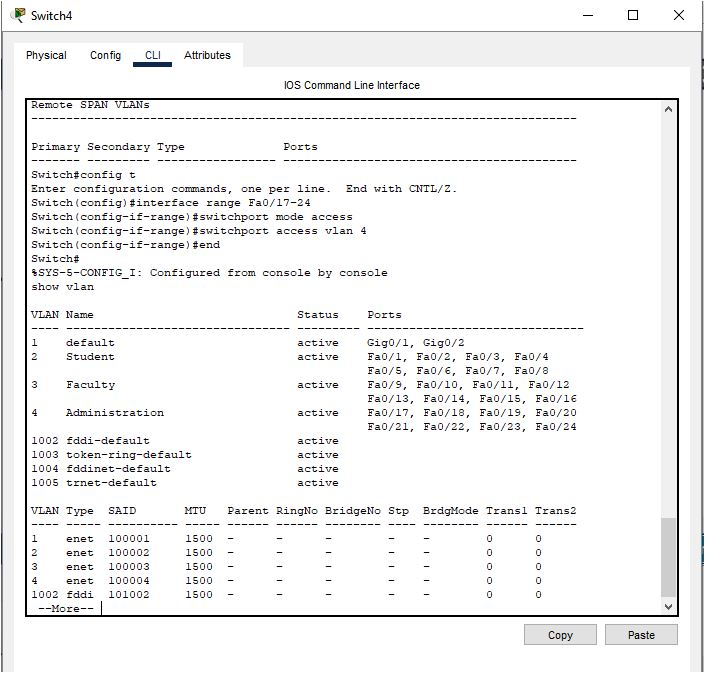 Switch4
Physical Config CLI Attributes
IOS Command Line Interface
Remote SPAN VLANs
------------------------------------------------------------------------------

Primary Secondary Type              Ports
------- --------- ----------------- ------------------------------------------
Switch#config t
Enter configuration commands, one per line.  End with CNTL/Z.
Switch(config)#interface range Fa0/17-24
Switch(config-if-range)#switchport mode access
Switch(config-if-range)#switchport access vlan 4
Switch(config-if-range)#end
Switch#
%SYS-5-CONFIG_I: Configured from console by console
show vlan

VLAN Name                             Status    Ports
---- -------------------------------- --------- -------------------------------
1    default                          active    Gig0/1, Gig0/2
2    Student                          active    Fa0/1, Fa0/2, Fa0/3, Fa0/4
                                                Fa0/5, Fa0/6, Fa0/7, Fa0/8
3    Faculty                          active    Fa0/9, Fa0/10, Fa0/11, Fa0/12
                                                Fa0/13, Fa0/14, Fa0/15, Fa0/16
4    Administration                   active    Fa0/17, Fa0/18, Fa0/19, Fa0/20
                                                Fa0/21, Fa0/22, Fa0/23, Fa0/24
1002 fddi-default                     active
1003 token-ring-default               active
1004 fddinet-default                  active
1005 trnet-default                    active

VLAN Type  SAID       MTU   Parent RingNo BridgeNo Stp  BrdgMode Trans1 Trans2
---- ----- ---------- ----- ------ ------ -------- ---- -------- ------ ------
1    enet  100001     1500  -      -      -        -    -        0      0
2    enet  100002     1500  -      -      -        -    -        0      0
3    enet  100003     1500  -      -      -        -    -        0      0
4    enet  100004     1500  -      -      -        -    -        0      0
1002 fddi  101002     1500  -      -      -        -    -        0      0
 --More--
Copy Paste